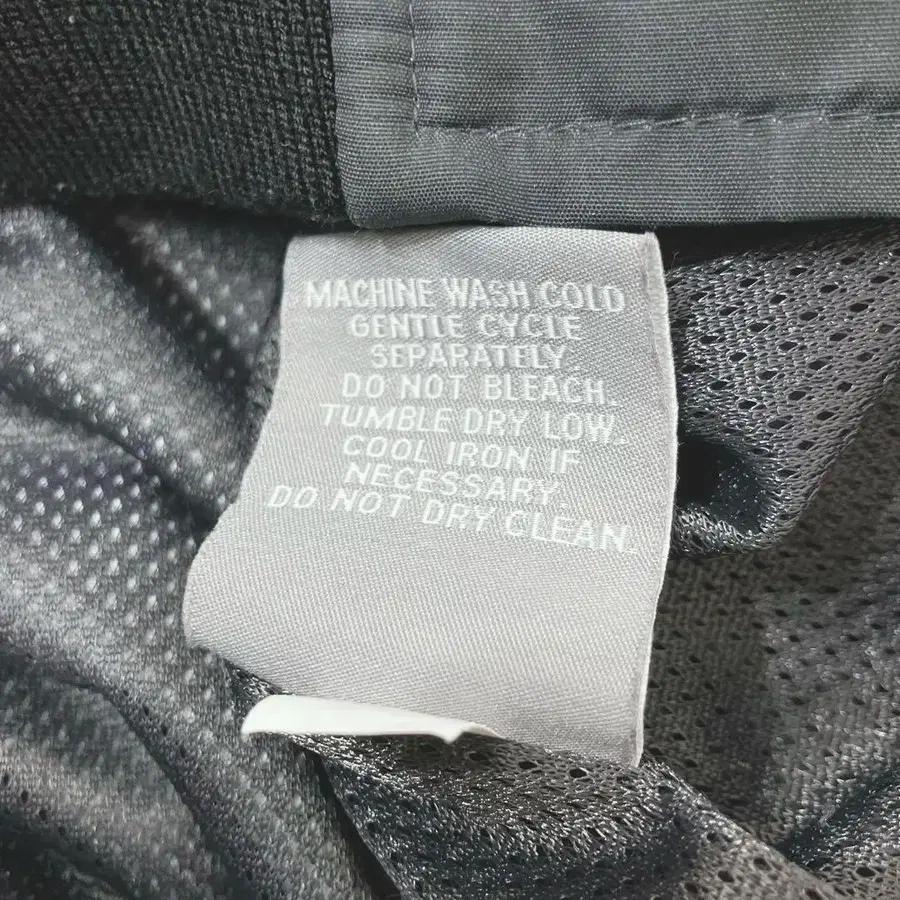 MACHINE WASH COLD
GENTLE CYCLE
SEPARATELY.
DO NOT BLEACH.
TUMBLE DRY LOW.
COOL IRON IF
NECESSARY.
DO NOT DRY CLEAN.